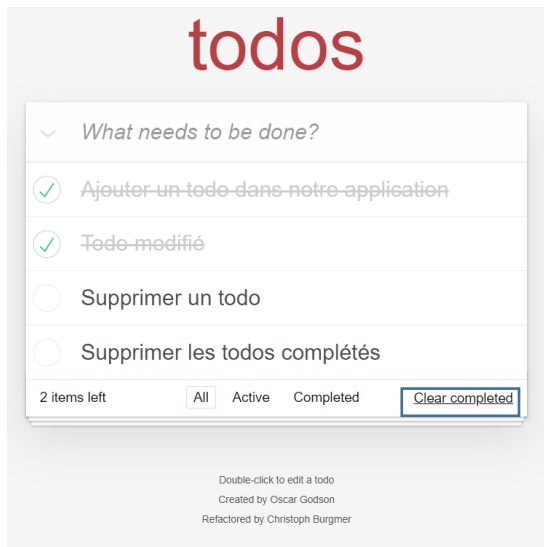 todos
What needs to be done?
Ajouter un todo dans notre application
Todo modifié
Supprimer un todo
Supprimer les todos complétés
2 items left All Active Completed Clear completed
Double-click to edit a todo
Created by Oscar Godson
Refactored by Christoph Burgmer